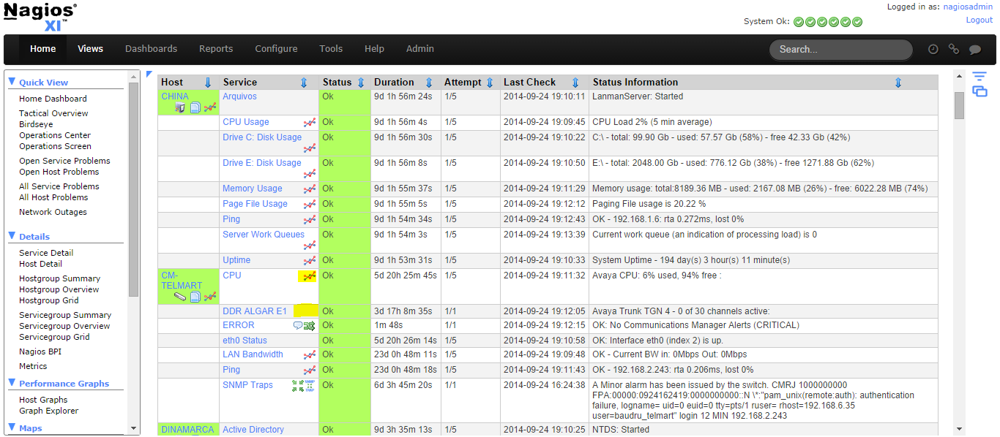 Nagios®
XI™
Logged in as: nagiosadmin
System Ok:
Logout
Home Views Dashboards Reports Configure Tools Help Admin Search...
Quick View
Home Dashboard
Tactical Overview
Birdseye
Operations Center
Operations Screen
Open Service Problems
Open Host Problems
All Service Problems
All Host Problems
Network Outages
Details
Service Detail
Host Detail
Hostgroup Summary
Hostgroup Overview
Hostgroup Grid
Servicegroup Summary
Servicegroup Overview
Servicegroup Grid
Nagios BPI
Metrics
Performance Graphs
Host Graphs
Graph Explorer
Maps
Host Service Status Duration Attempt Last Check Status Information
CHINA Arquivos Ok 9d 1h 56m 24s 1/5 2014-09-24 19:10:11 LanmanServer: Started
CPU Usage Ok 9d 1h 56m 4s 1/5 2014-09-24 19:09:45 CPU Load 2% (5 min average)
Drive C: Disk Usage Ok 9d 1h 56m 30s 1/5 2014-09-24 19:10:22 C:\ - total: 99.90 Gb - used: 57.57 Gb (58%) - free 42.33 Gb (42%)
Drive E: Disk Usage Ok 9d 1h 56m 8s 1/5 2014-09-24 19:10:50 E:\ - total: 2048.00 Gb - used: 776.12 Gb (38%) - free 1271.88 Gb (62%)
Memory Usage Ok 9d 1h 55m 37s 1/5 2014-09-24 19:11:29 Memory usage: total:8189.36 MB - used: 2167.08 MB (26%) - free: 6022.28 MB (74%)
Page File Usage Ok 9d 1h 55m 5s 1/5 2014-09-24 19:12:12 Paging File usage is 20.22 %
Ping Ok 9d 1h 54m 34s 1/5 2014-09-24 19:12:43 OK - 192.168.1.6: rta 0.272ms, lost 0%
Server Work Queues Ok 9d 1h 54m 3s 1/5 2014-09-24 19:13:39 Current work queue (an indication of processing load) is 0
Uptime Ok 9d 1h 53m 31s 1/5 2014-09-24 19:10:33 System Uptime - 194 day(s) 3 hour(s) 11 minute(s)
CM- CPU Ok 5d 20h 25m 45s 1/5 2014-09-24 19:11:32 Avaya CPU: 6% used, 94% free :
TELMART
DDR ALGAR E1 Ok 3d 17h 8m 35s 1/1 2014-09-24 19:12:05 Avaya Trunk TGN 4 - 0 of 30 channels active:
ERROR Ok 1m 48s 1/1 2014-09-24 19:12:15 OK: No Communications Manager Alerts (CRITICAL)
eth0 Status Ok 5d 20h 26m 14s 1/5 2014-09-24 19:10:58 OK: Interface eth0 (index 2) is up.
LAN Bandwidth Ok 23d 0h 48m 11s 1/5 2014-09-24 19:09:48 OK - Current BW in: 0Mbps Out: 0Mbps
Ping Ok 23d 0h 48m 18s 1/5 2014-09-24 19:11:43 OK - 192.168.2.243: rta 0.206ms, lost 0%
SNMP Traps SNMP TRAP Ok 6d 3h 45m 20s 1/1 2014-09-24 16:24:38 A Minor alarm has been issued by the switch. CMRJ 1000000000
FPA:00000:0924162419:0000000000::N \*:"pam_unix(remote:auth): authentication
failure, logname= uid=0 euid=0 tty=pts/1 ruser= rhost=192.168.6.35
user=baudru_telmart" login 12 MIN 192.168.2.243
DINAMARCA Active Directory Ok 9d 3h 35m 13s 1/5 2014-09-24 19:10:25 NTDS: Started